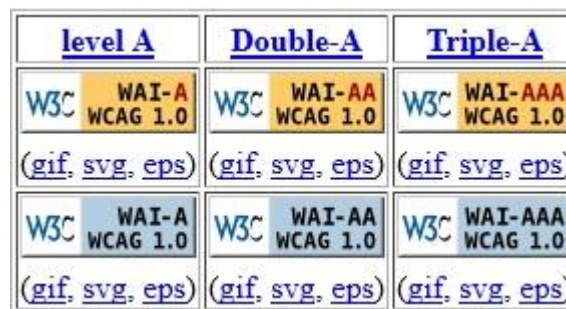 level A Double-A Triple-A
W3C WAI-A WCAG 1.0 W3C WAI-AA WCAG 1.0 W3C WAI-AAA WCAG 1.0
(gif, svg, eps) (gif, svg, eps) (gif, svg, eps)
W3C WAI-A WCAG 1.0 W3C WAI-AA WCAG 1.0 W3C WAI-AAA WCAG 1.0
(gif, svg, eps) (gif, svg, eps) (gif, svg, eps)